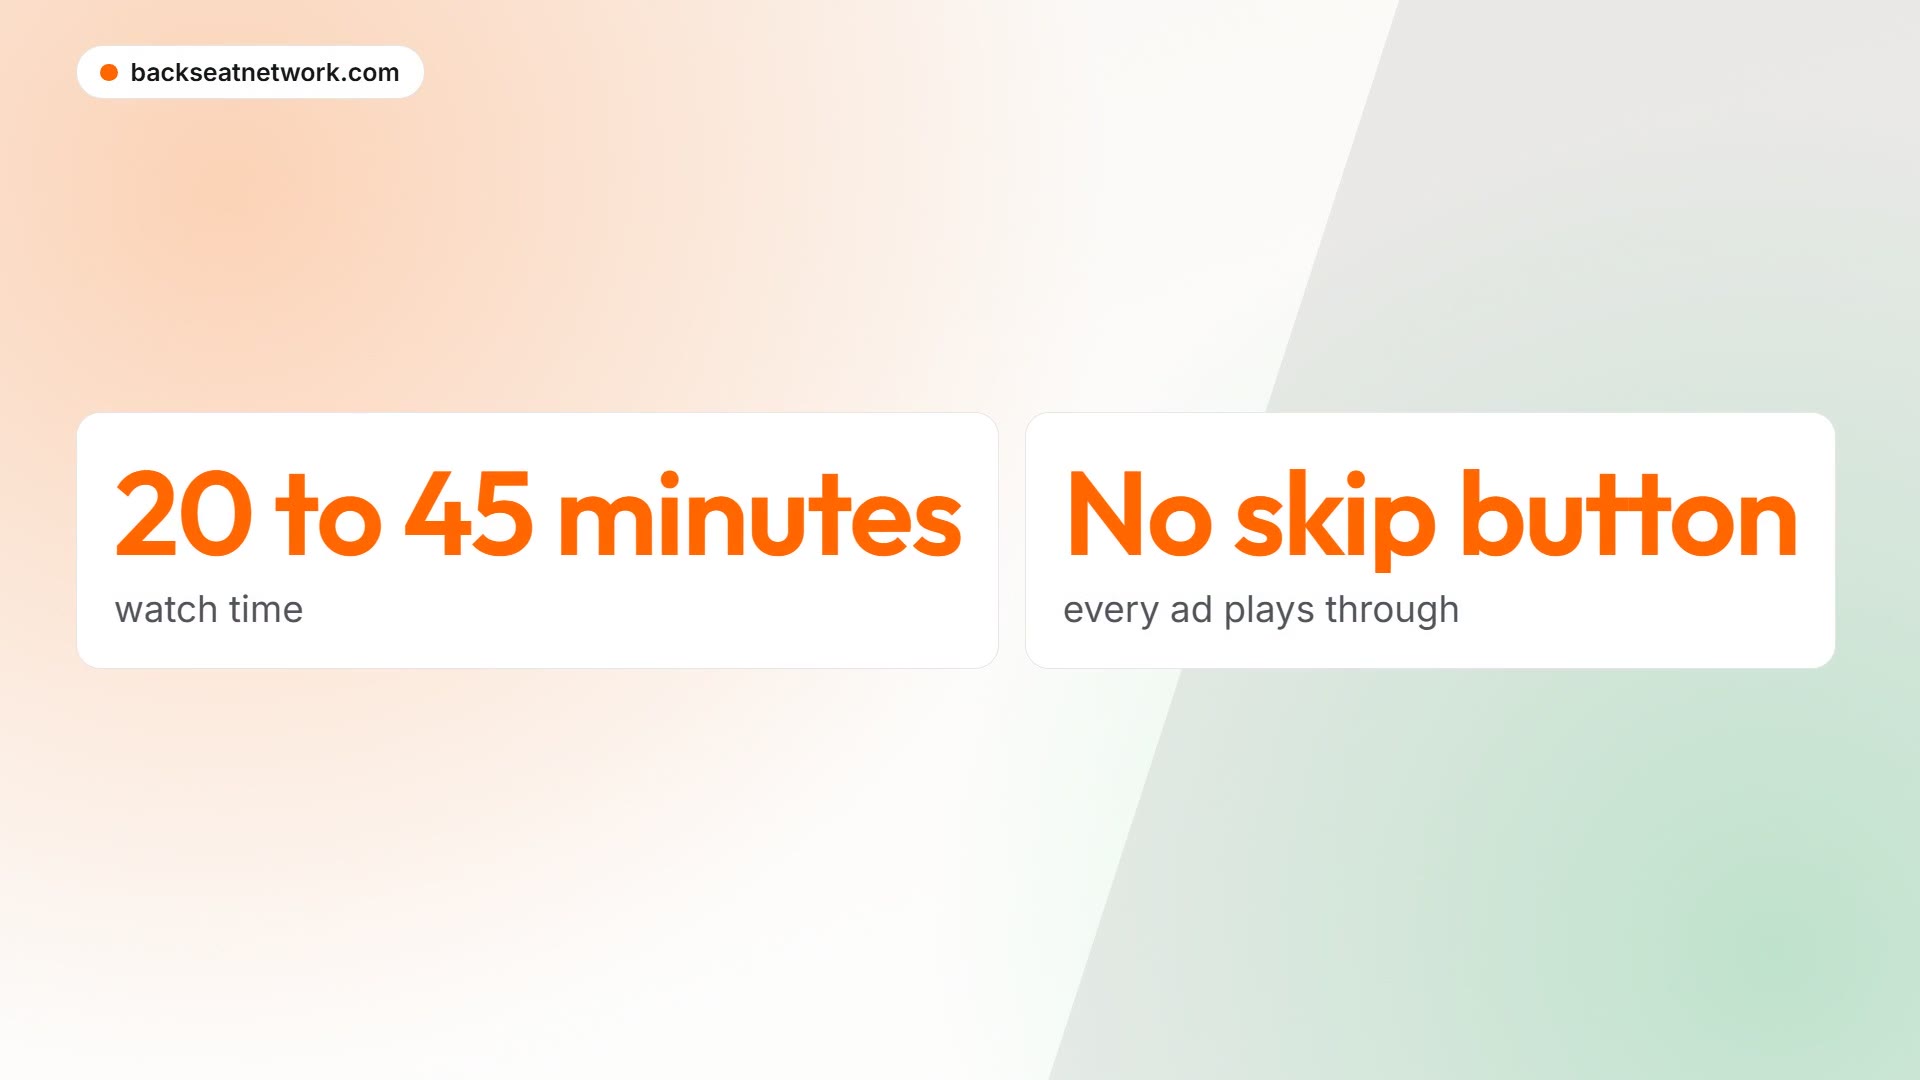 backseatnetwork.com
20 to 45 minutes
watch time
No skip button
every ad plays through